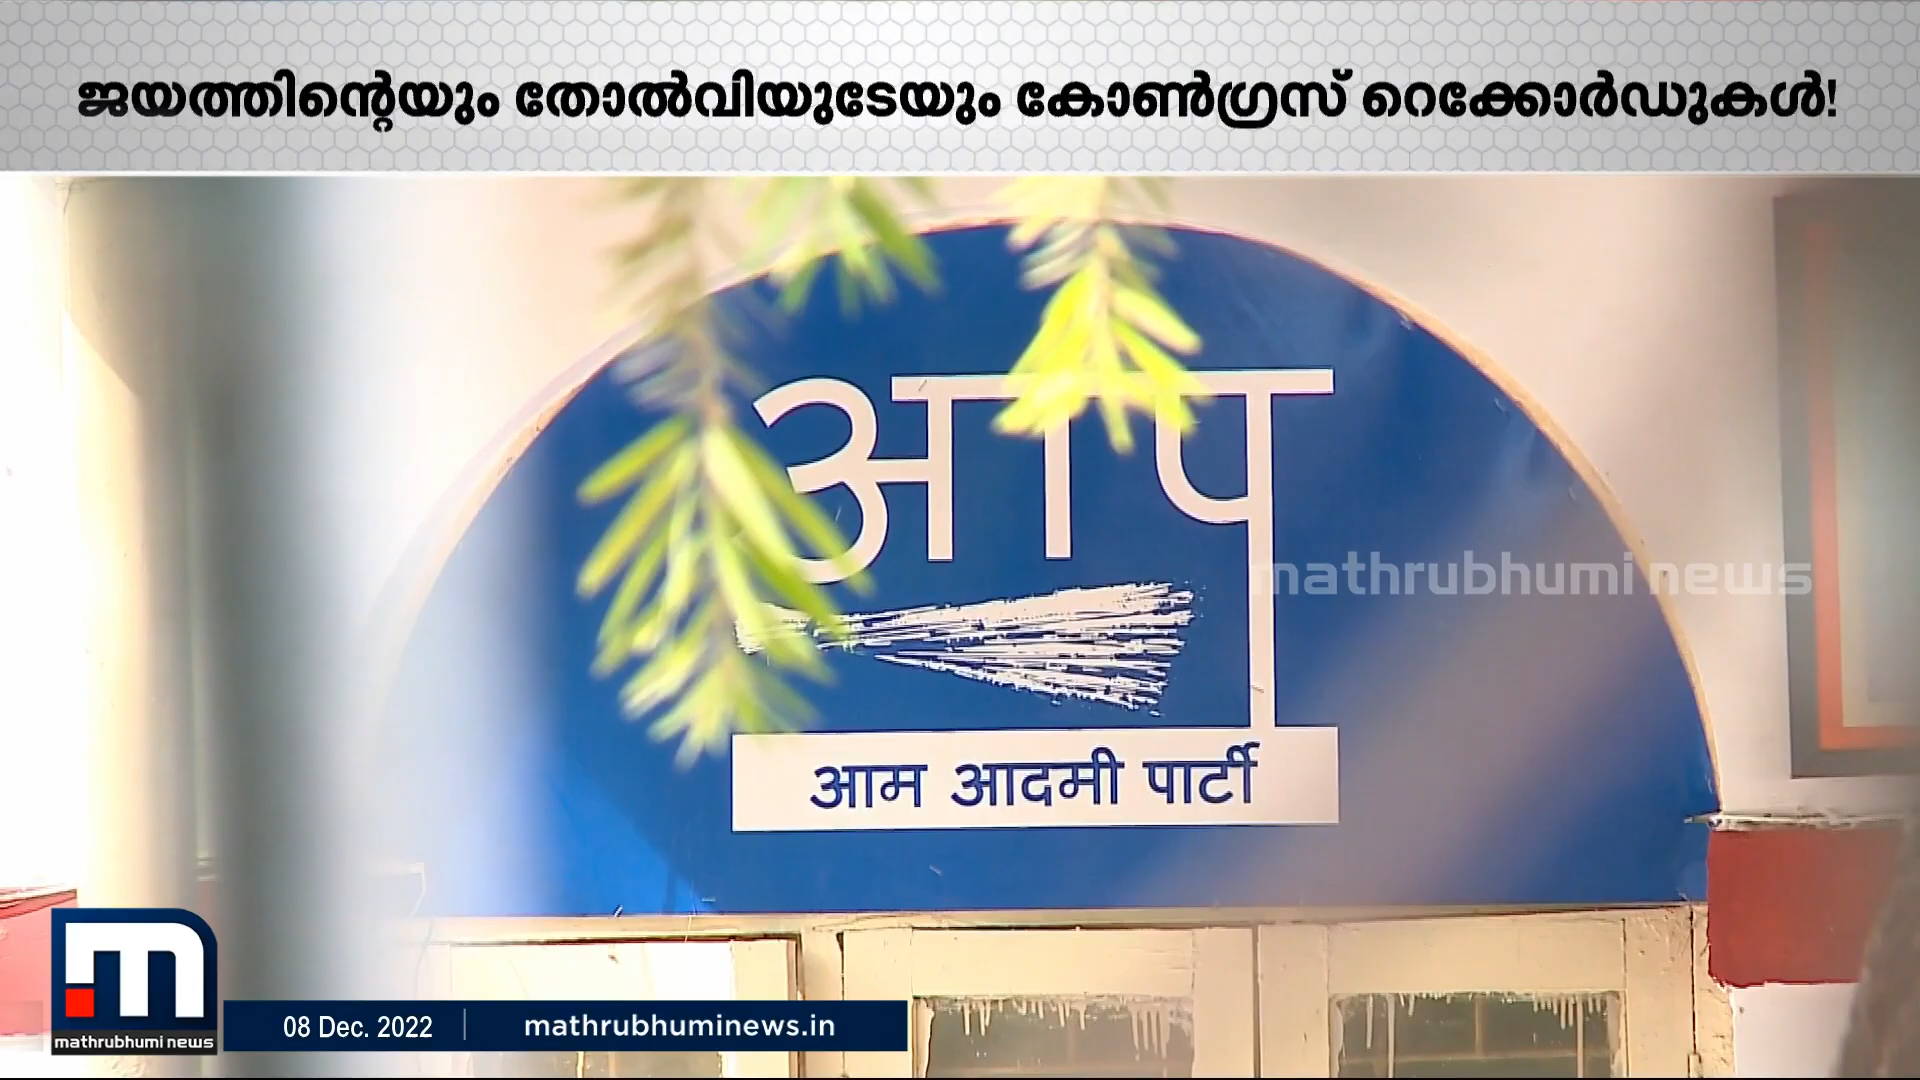 ജയത്തിന്റെയും തോൽവിയുടേയും കോൺഗ്രസ് റെക്കോർഡുകൾ!
आप
mathrubhumi news
आम आदमी पार्टी
mathrubhumi news
08 Dec. 2022
mathrubhuminews.in